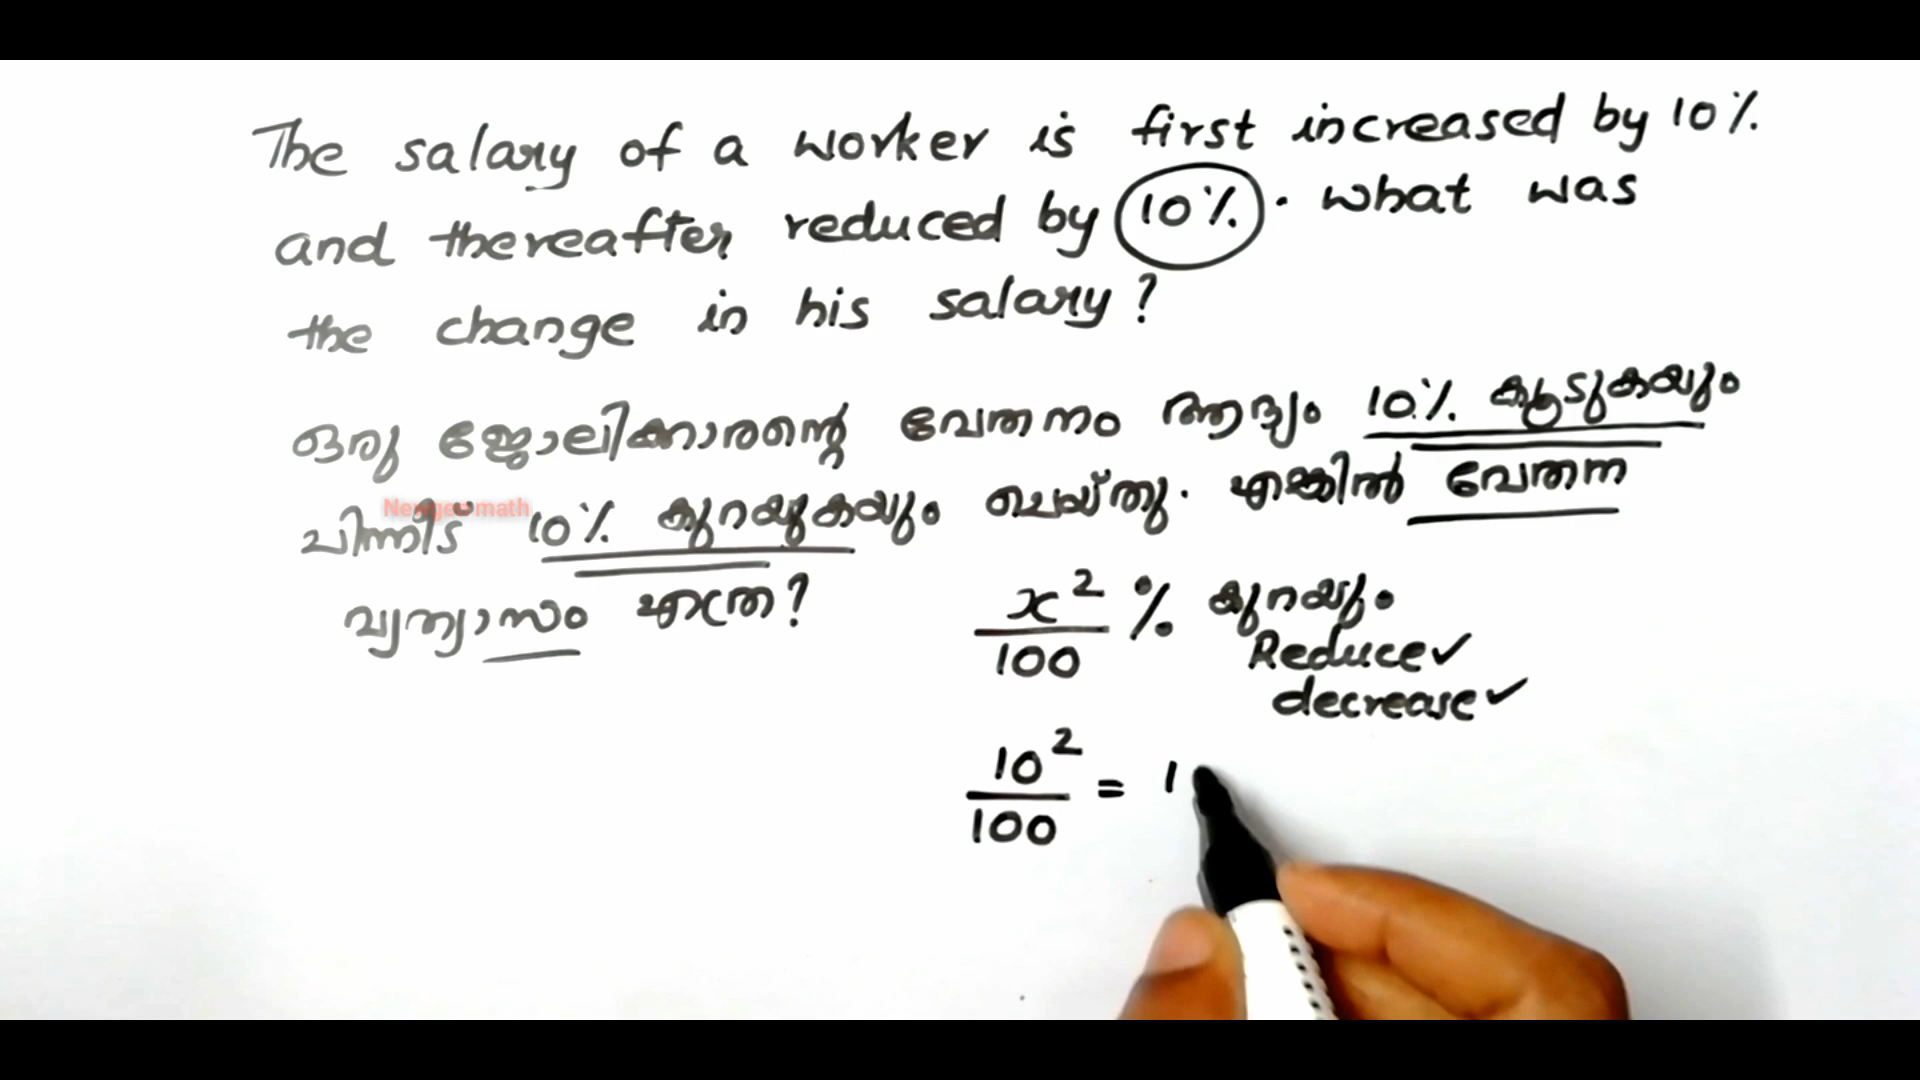 The salary of a worker is first increased by 10%
and thereafter reduced by 10%. what was
the change in his salary?
ഒരു ജോലിക്കാരന്റെ വേതനം ആദ്യം 10% കൂടുകയും
പിന്നീട് 10% കുറയുകയും ചെയ്തു. എങ്കിൽ വേതന
വ്യത്യാസം എത്ര?
x² / 100 % കുറയും
Reduce✓
decrease✓
10² / 100 = 1